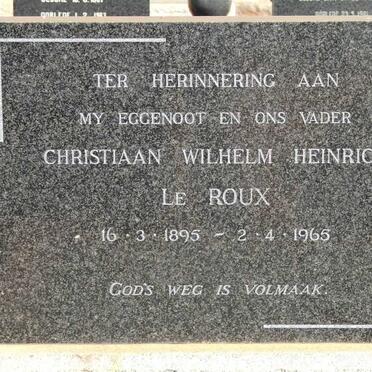 OORLEDE
TER HERINNERING AAN
MY EGGENOOT EN ONS VADER
CHRISTIAAN WILHELM HEINRIC
LE ROUX
16·3·1895 ~ 2·4·1965
GOD'S WEG IS VOLMAAK.